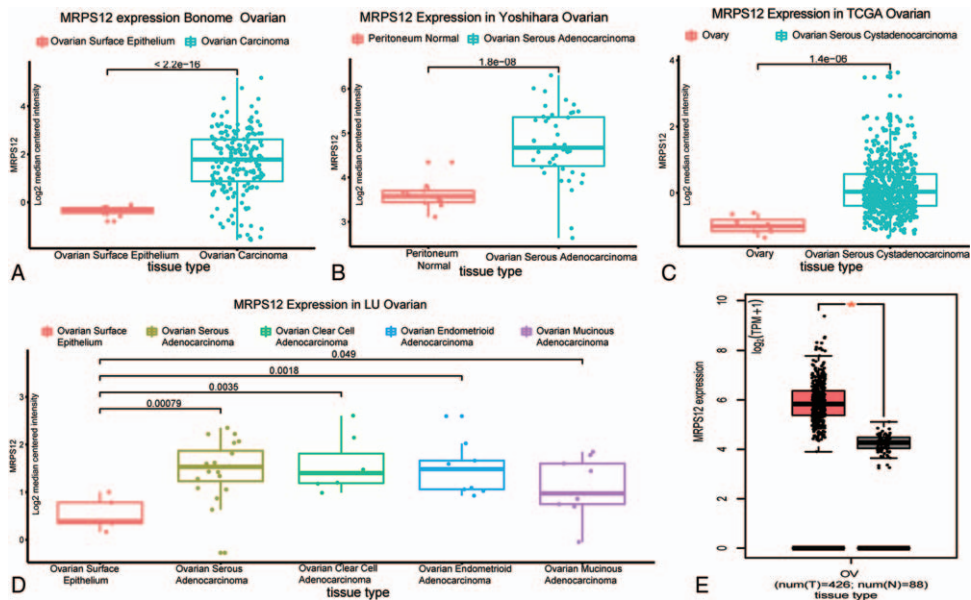 MRPS12 expression Bonome Ovarian
Ovarian Surface Epithelium Ovarian Carcinoma
< 2.2e-16
4
2
0
MRPS12
Log2 median centered intensity
Ovarian Surface Epithelium Ovarian Carcinoma
tissue type
A
MRPS12 Expression in Yoshihara Ovarian
Peritoneum Normal Ovarian Serous Adenocarcinoma
1.8e-08
6
5
4
3
MRPS12
Log2 median centered intensity
Peritoneum
Normal
Ovarian Serous Adenocarcinoma
tissue type
B
MRPS12 Expression in TCGA Ovarian
Ovary Ovarian Serous Cystadenocarcinoma
1.4e-06
4
2
0
MRPS12
Log2 median centered intensity
Ovary Ovarian Serous Cystadenocarcinoma
tissue type
C
MRPS12 Expression in LU Ovarian
Ovarian Surface
Epithelium
Ovarian Serous
Adenocarcinoma
Ovarian Clear Cell
Adenocarcinoma
Ovarian Endometrioid
Adenocarcinoma
Ovarian Mucinous
Adenocarcinoma
0.049
0.0018
0.0035
0.00079
3
2
1
0
MRPS12
Log2 median centered intensity
Ovarian Surface
Epithelium
Ovarian Serous
Adenocarcinoma
Ovarian Clear Cell
Adenocarcinoma
Ovarian Endometrioid
Adenocarcinoma
Ovarian Mucinous
Adenocarcinoma
tissue type
D
10
8
6
4
2
0
MRPS12 expression
log2(TPM +1)
*
OV
(num(T)=426; num(N)=88)
tissue type
E